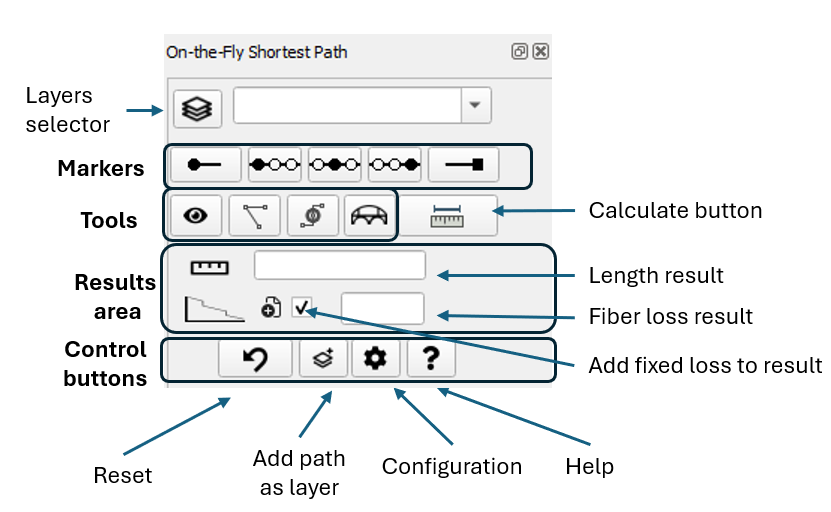 On-the-Fly Shortest Path
Layers
selector
Markers
Tools
Calculate button
Results
area
Length result
Fiber loss result
Control
buttons
?
Add fixed loss to result
Reset
Add path
as layer
Configuration
Help